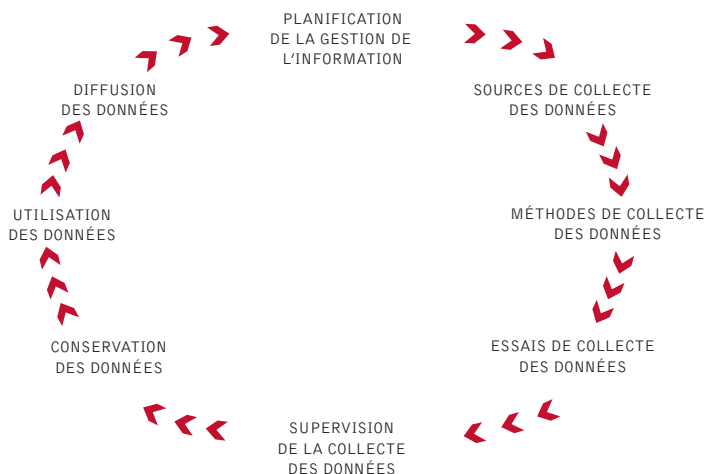 PLANIFICATION
DE LA GESTION DE
L'INFORMATION
SOURCES DE COLLECTE
DES DONNÉES
MÉTHODES DE COLLECTE
DES DONNÉES
ESSAIS DE COLLECTE
DES DONNÉES
SUPERVISION
DE LA COLLECTE
DES DONNÉES
CONSERVATION
DES DONNÉES
UTILISATION
DES DONNÉES
DIFFUSION
DES DONNÉES